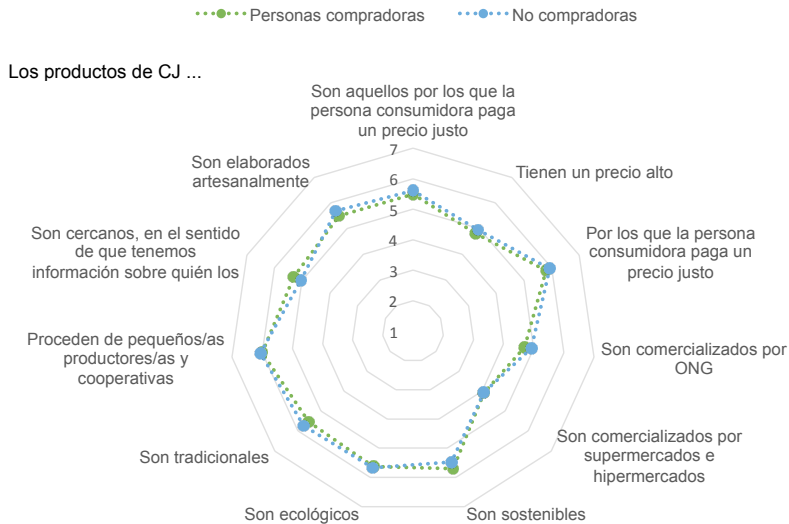 Personas compradoras
No compradoras
Los productos de CJ ...
Son aquellos por los que la
persona consumidora paga
un precio justo
Tienen un precio alto
Por los que la persona
consumidora paga un
precio justo
Son comercializados por
ONG
Son comercializados por
supermercados e
hipermercados
Son sostenibles
Son ecológicos
Son tradicionales
Proceden de pequeños/as
productores/as y
cooperativas
Son cercanos, en el sentido
de que tenemos
información sobre quién los
Son elaborados
artesanalmente
7
6
5
4
3
2
1